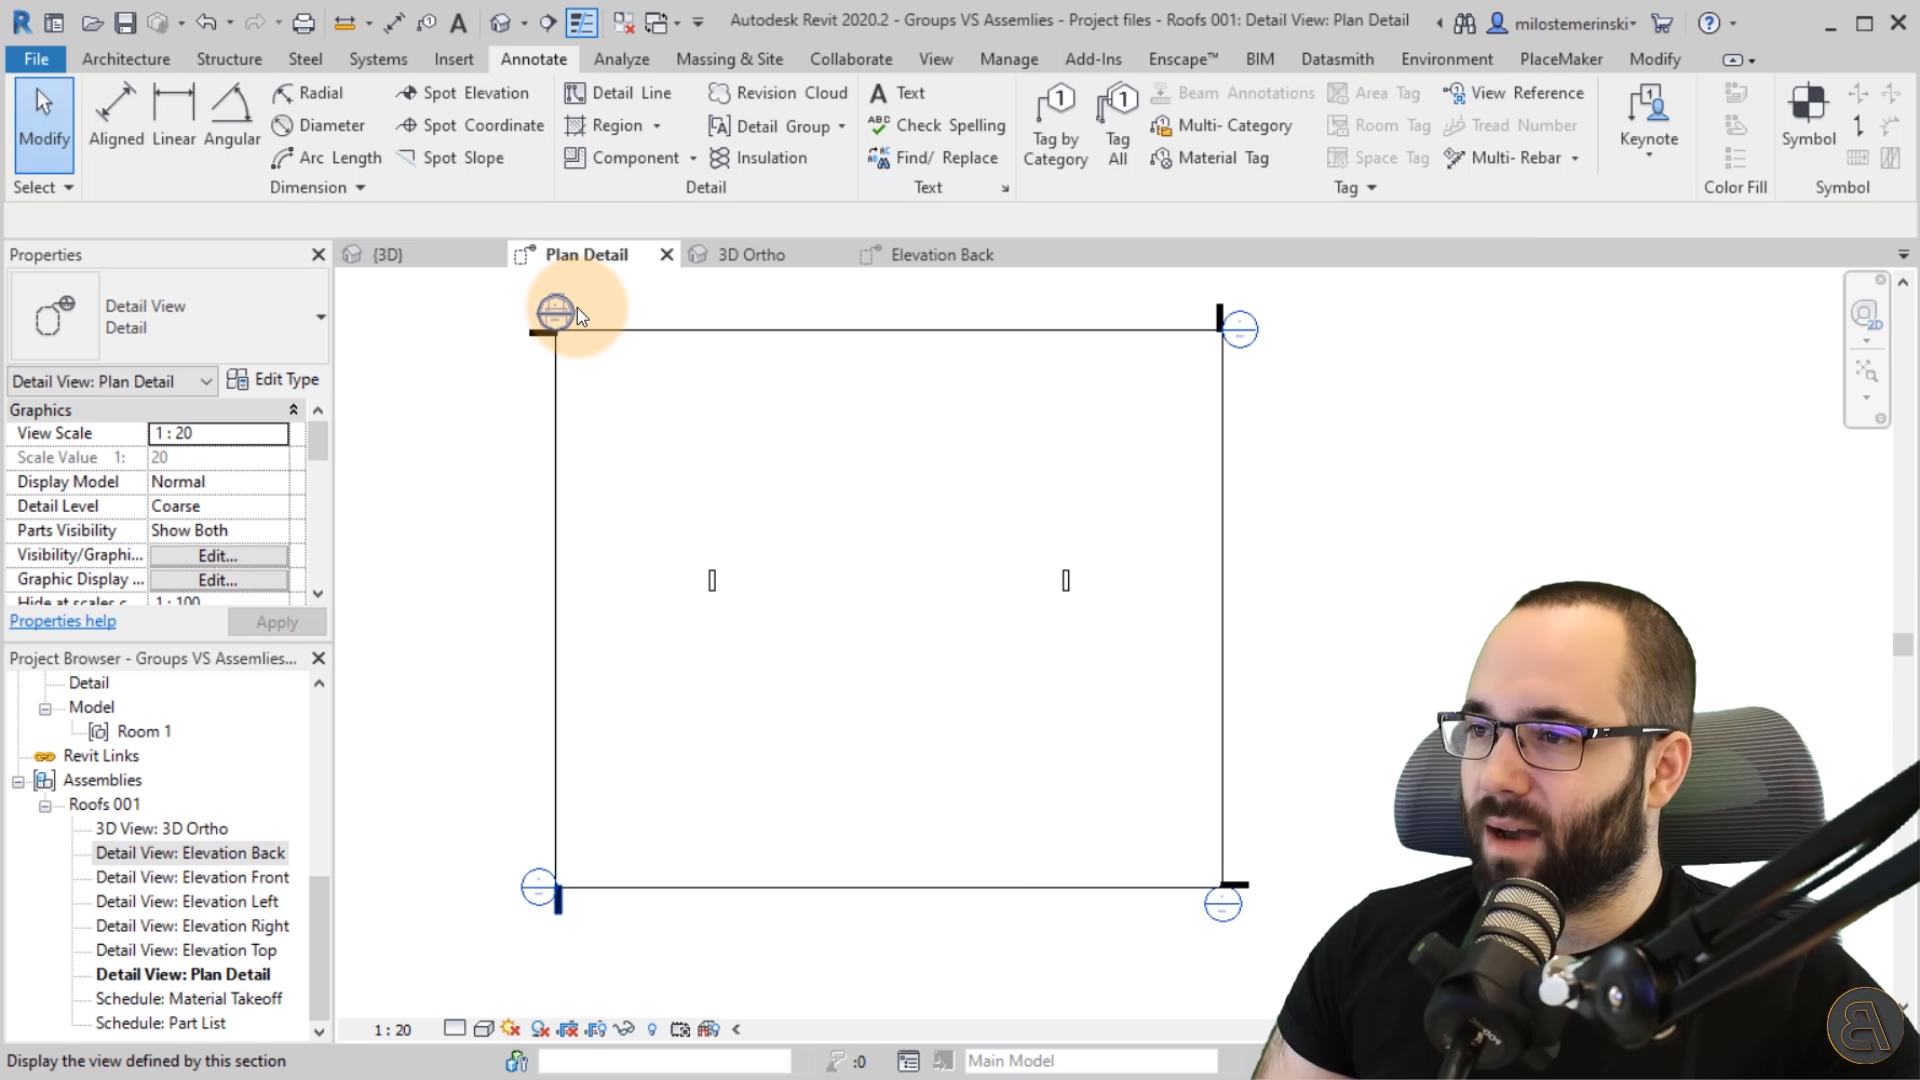 Autodesk Revit 2020.2 - Groups VS Assemlies - Project files - Roofs 001: Detail View: Plan Detail
milostemerinski
File Architecture Structure Steel Systems Insert Annotate Analyze Massing & Site Collaborate View Manage Add-Ins Enscape™ BIM Datasmith Environment PlaceMaker Modify
Modify
Select
Aligned
Linear
Angular
Radial
Diameter
Arc Length
Spot Elevation
Spot Coordinate
Spot Slope
Dimension
Detail Line
Region
Component
Revision Cloud
Detail Group
Insulation
Detail
Text
Check Spelling
Find/ Replace
Text
Tag by
Category
Tag
All
Beam Annotations
Multi- Category
Material Tag
Area Tag
Room Tag
Space Tag
View Reference
Tread Number
Multi- Rebar
Tag
Keynote
Color Fill
Symbol
Symbol
Properties
{3D}
Plan Detail
3D Ortho
Elevation Back
Detail View
Detail
Detail View: Plan Detail
Edit Type
Graphics
View Scale 1 : 20
Scale Value 1: 20
Display Model Normal
Detail Level Coarse
Parts Visibility Show Both
Visibility/Graphi... Edit...
Graphic Display ... Edit...
Properties help
Apply
Project Browser - Groups VS Assemlies...
Detail
Model
Room 1
Revit Links
Assemblies
Roofs 001
3D View: 3D Ortho
Detail View: Elevation Back
Detail View: Elevation Front
Detail View: Elevation Left
Detail View: Elevation Right
Detail View: Elevation Top
Detail View: Plan Detail
Schedule: Material Takeoff
Schedule: Part List
1 : 20
Display the view defined by this section
:0
Main Model
2D